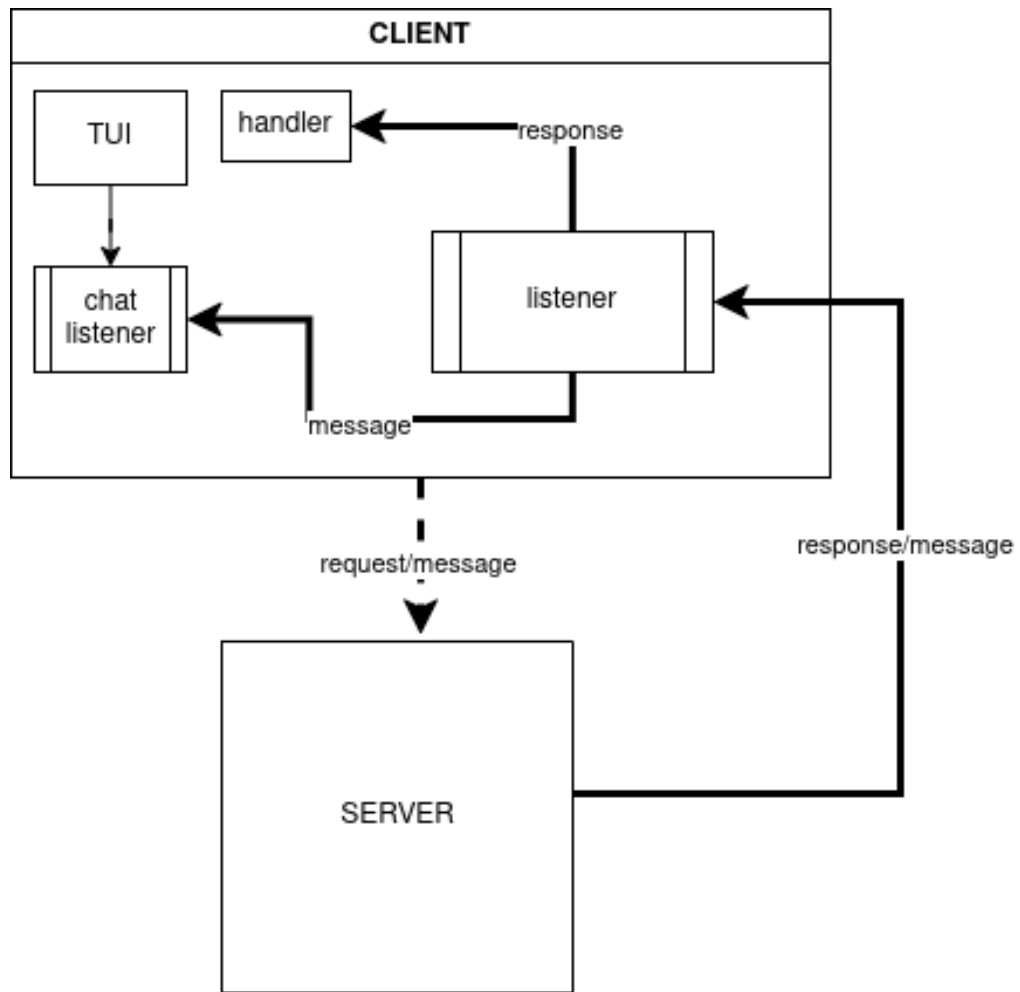 CLIENT
TUI
handler
response
chat
listener
listener
message
request/message
response/message
SERVER